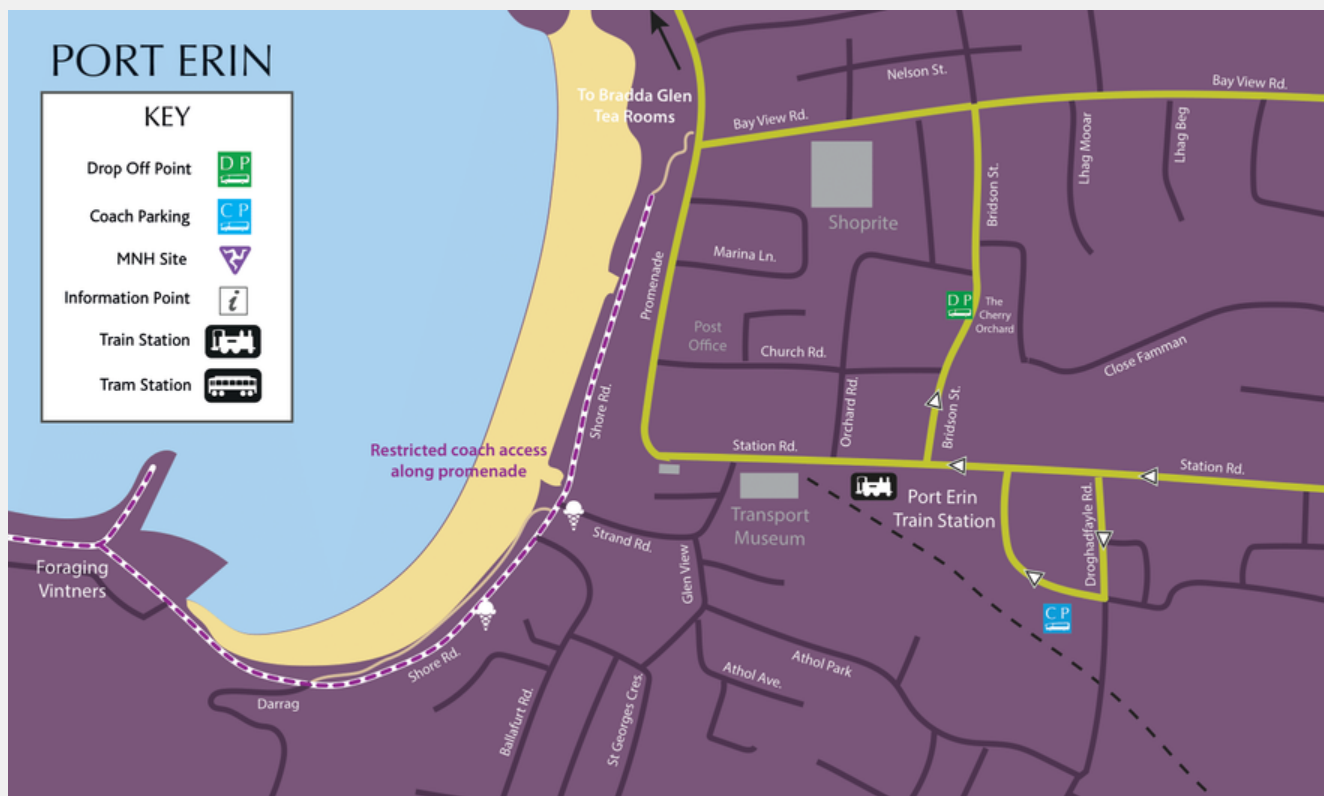 PORT ERIN
KEY
Drop Off Point
D P
Coach Parking
C P
MNH Site
Information Point
i
Train Station
Tram Station
To Bradda Glen
Tea Rooms
Nelson St.
Bay View Rd.
Bay View Rd.
Lhag Mooar
Lhag Beg
Bridson St.
Shoprite
Marina Ln.
Promenade
D P
The
Cherry
Orchard
Post
Office
Church Rd.
Close Famman
Orchard Rd.
Bridson St.
Shore Rd.
Restricted coach access
along promenade
Station Rd.
Station Rd.
Port Erin
Train Station
Transport
Museum
Droghadfayle Rd.
Strand Rd.
Glen View
Foraging
Vintners
C P
Shore Rd.
Athol Park
Athol Ave.
Darrag
Ballafurt Rd.
St Georges Cres.